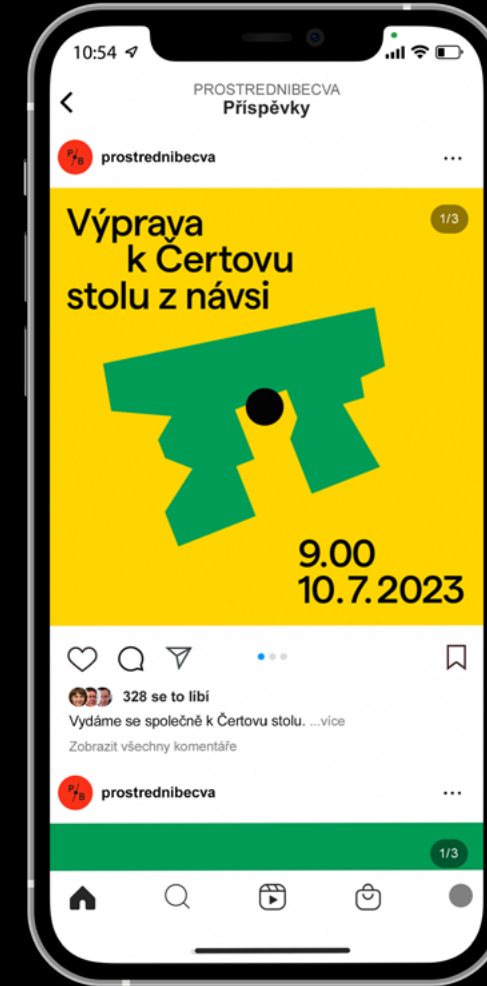 10:54
PROSTREDNIBECVA
Příspěvky
P/B prostrednibecva
1/3
Výprava
k Čertovu
stolu z návsi
9.00
10.7.2023
328 se to libí
Vydáme se společně k Čertovu stolu. ...více
Zobrazit všechny komentáře
P/B prostrednibecva
1/3